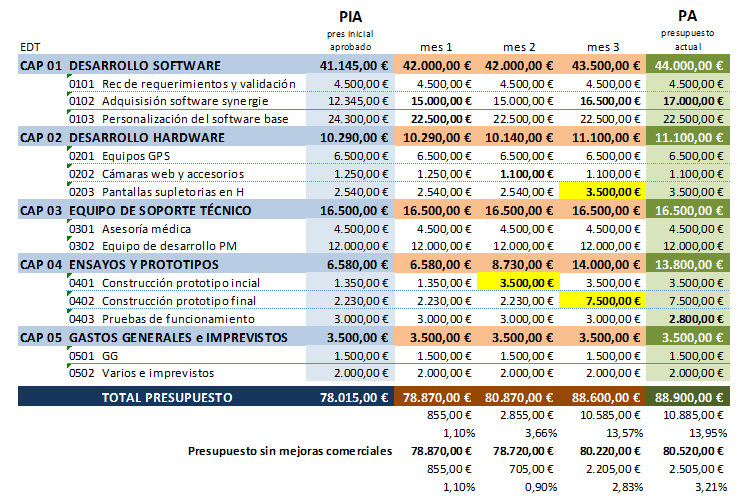 PIA PA
pres inicial presupuesto
EDT aprobado mes 1 mes 2 mes 3 actual
CAP 01 DESARROLLO SOFTWARE 41.145,00 € 42.000,00 € 42.000,00 € 43.500,00 € 44.000,00 €
0101 Rec de requerimientos y validación 4.500,00 € 4.500,00 € 4.500,00 € 4.500,00 € 4.500,00 €
0102 Adquisisión software synergie 12.345,00 € 15.000,00 € 15.000,00 € 16.500,00 € 17.000,00 €
0103 Personalización del software base 24.300,00 € 22.500,00 € 22.500,00 € 22.500,00 € 22.500,00 €
CAP 02 DESARROLLO HARDWARE 10.290,00 € 10.290,00 € 10.140,00 € 11.100,00 € 11.100,00 €
0201 Equipos GPS 6.500,00 € 6.500,00 € 6.500,00 € 6.500,00 € 6.500,00 €
0202 Cámaras web y accesorios 1.250,00 € 1.250,00 € 1.100,00 € 1.100,00 € 1.100,00 €
0203 Pantallas supletorias en H 2.540,00 € 2.540,00 € 2.540,00 € 3.500,00 € 3.500,00 €
CAP 03 EQUIPO DE SOPORTE TÉCNICO 16.500,00 € 16.500,00 € 16.500,00 € 16.500,00 € 16.500,00 €
0301 Asesoría médica 4.500,00 € 4.500,00 € 4.500,00 € 4.500,00 € 4.500,00 €
0302 Equipo de desarrollo PM 12.000,00 € 12.000,00 € 12.000,00 € 12.000,00 € 12.000,00 €
CAP 04 ENSAYOS Y PROTOTIPOS 6.580,00 € 6.580,00 € 8.730,00 € 14.000,00 € 13.800,00 €
0401 Construcción prototipo incial 1.350,00 € 1.350,00 € 3.500,00 € 3.500,00 € 3.500,00 €
0402 Construcción prototipo final 2.230,00 € 2.230,00 € 2.230,00 € 7.500,00 € 7.500,00 €
0403 Pruebas de funcionamiento 3.000,00 € 3.000,00 € 3.000,00 € 3.000,00 € 2.800,00 €
CAP 05 GASTOS GENERALES e IMPREVISTOS 3.500,00 € 3.500,00 € 3.500,00 € 3.500,00 € 3.500,00 €
0501 GG 1.500,00 € 1.500,00 € 1.500,00 € 1.500,00 € 1.500,00 €
0502 Varios e imprevistos 2.000,00 € 2.000,00 € 2.000,00 € 2.000,00 € 2.000,00 €
TOTAL PRESUPUESTO 78.015,00 € 78.870,00 € 80.870,00 € 88.600,00 € 88.900,00 €
855,00 € 2.855,00 € 10.585,00 € 10.885,00 €
1,10% 3,66% 13,57% 13,95%
Presupuesto sin mejoras comerciales 78.870,00 € 78.720,00 € 80.220,00 € 80.520,00 €
855,00 € 705,00 € 2.205,00 € 2.505,00 €
1,10% 0,90% 2,83% 3,21%